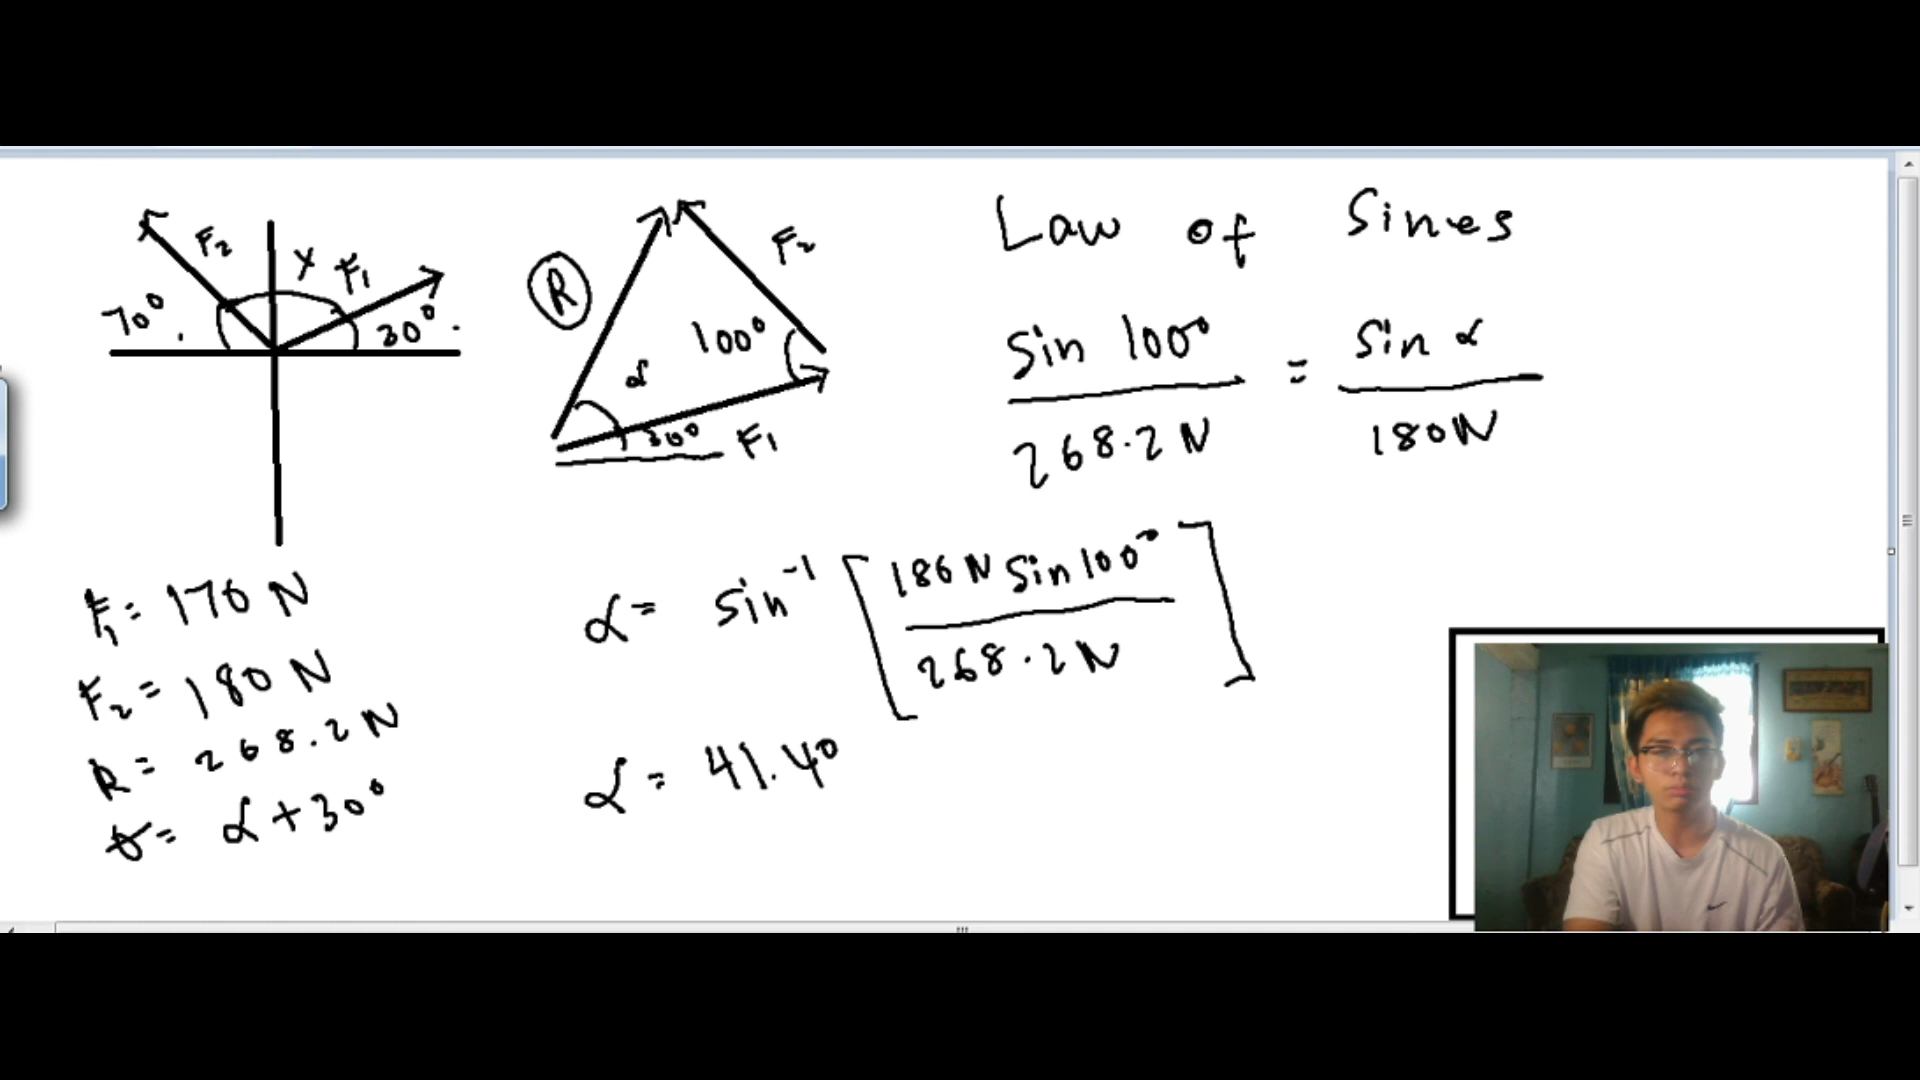 F₂ Y F₁
70° . 30° .
R F₂
100°
α
30° F₁
Law of Sines
Sin 100° = Sin α
268.2 N 180N
F₁ = 170 N
F₂ = 180 N
R = 268.2 N
θ = α + 30°
α = Sin⁻¹ [ 180 N Sin 100°
268.2 N ]
α = 41.4°